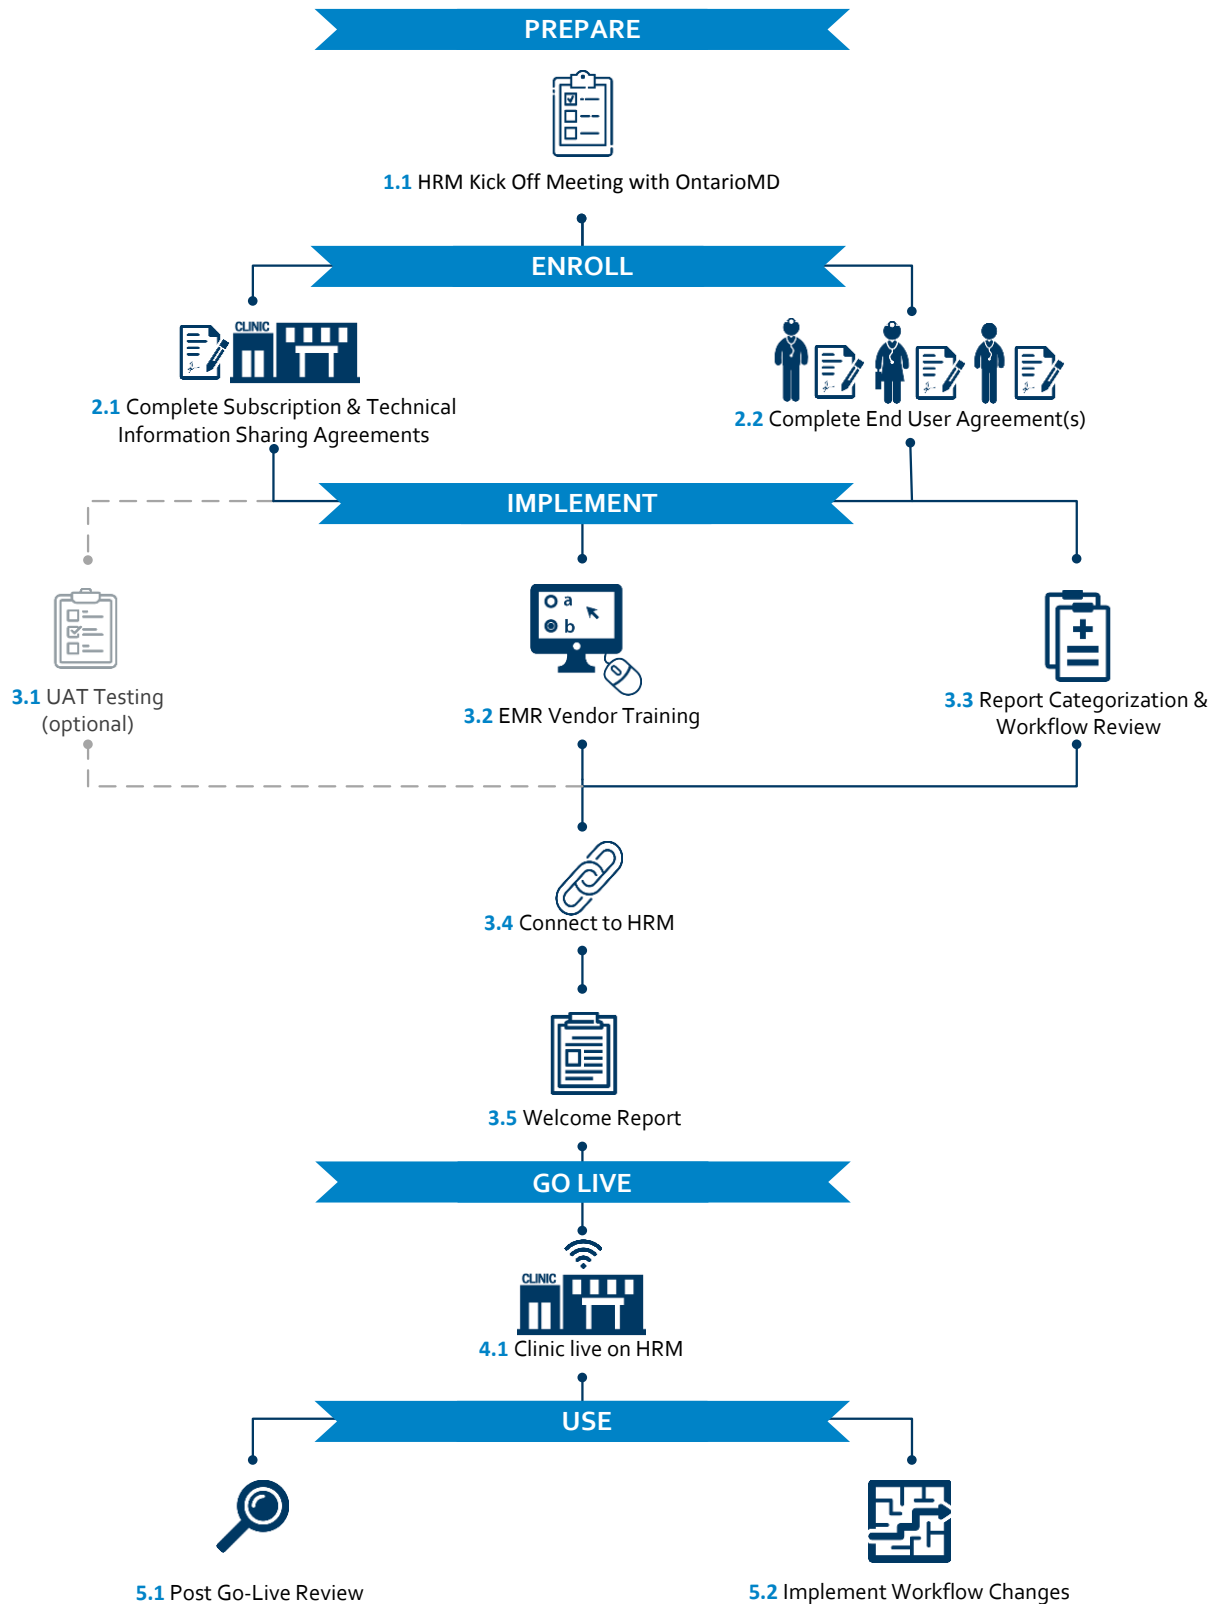 PREPARE
1.1 HRM Kick Off Meeting with OntarioMD
ENROLL
CLINIC
2.1 Complete Subscription & Technical
Information Sharing Agreements
2.2 Complete End User Agreement(s)
IMPLEMENT
a
b
3.1 UAT Testing
(optional)
3.2 EMR Vendor Training
3.3 Report Categorization &
Workflow Review
3.4 Connect to HRM
3.5 Welcome Report
GO LIVE
CLINIC
4.1 Clinic live on HRM
USE
5.1 Post Go-Live Review
5.2 Implement Workflow Changes